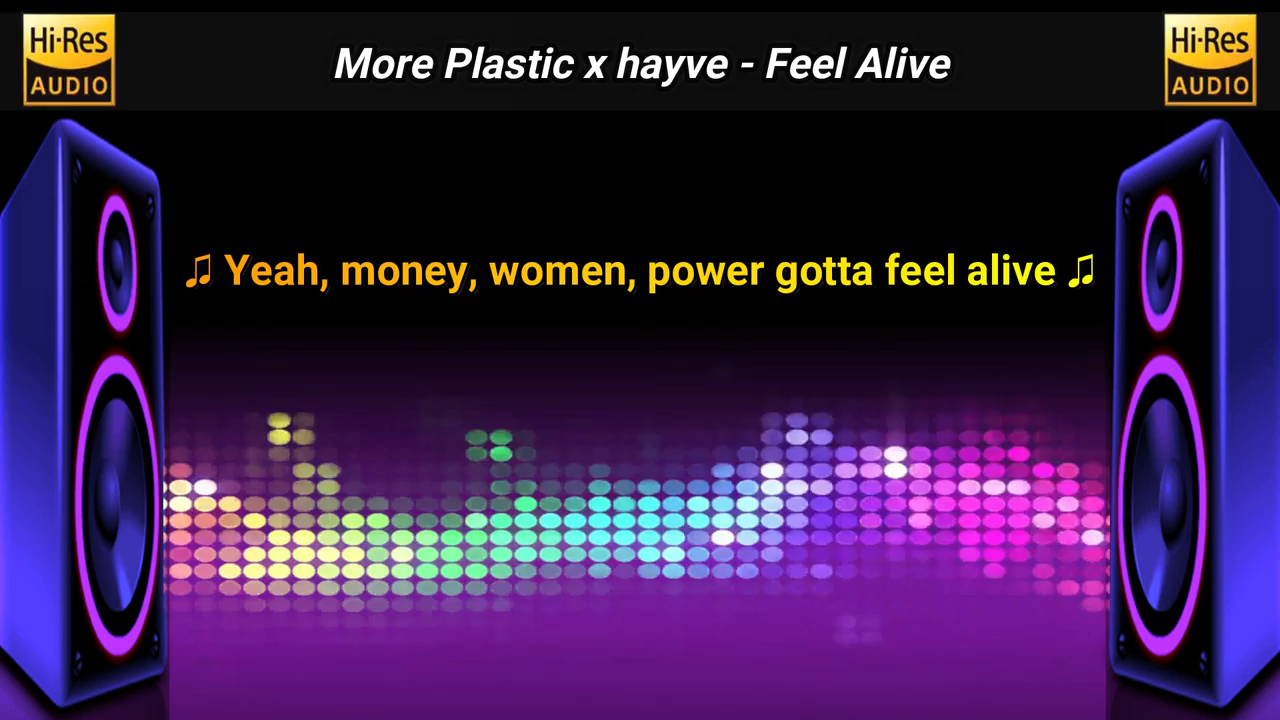 Hi-Res
AUDIO
More Plastic x hayve - Feel Alive
Hi-Res
AUDIO
♫ Yeah, money, women, power gotta feel alive ♫